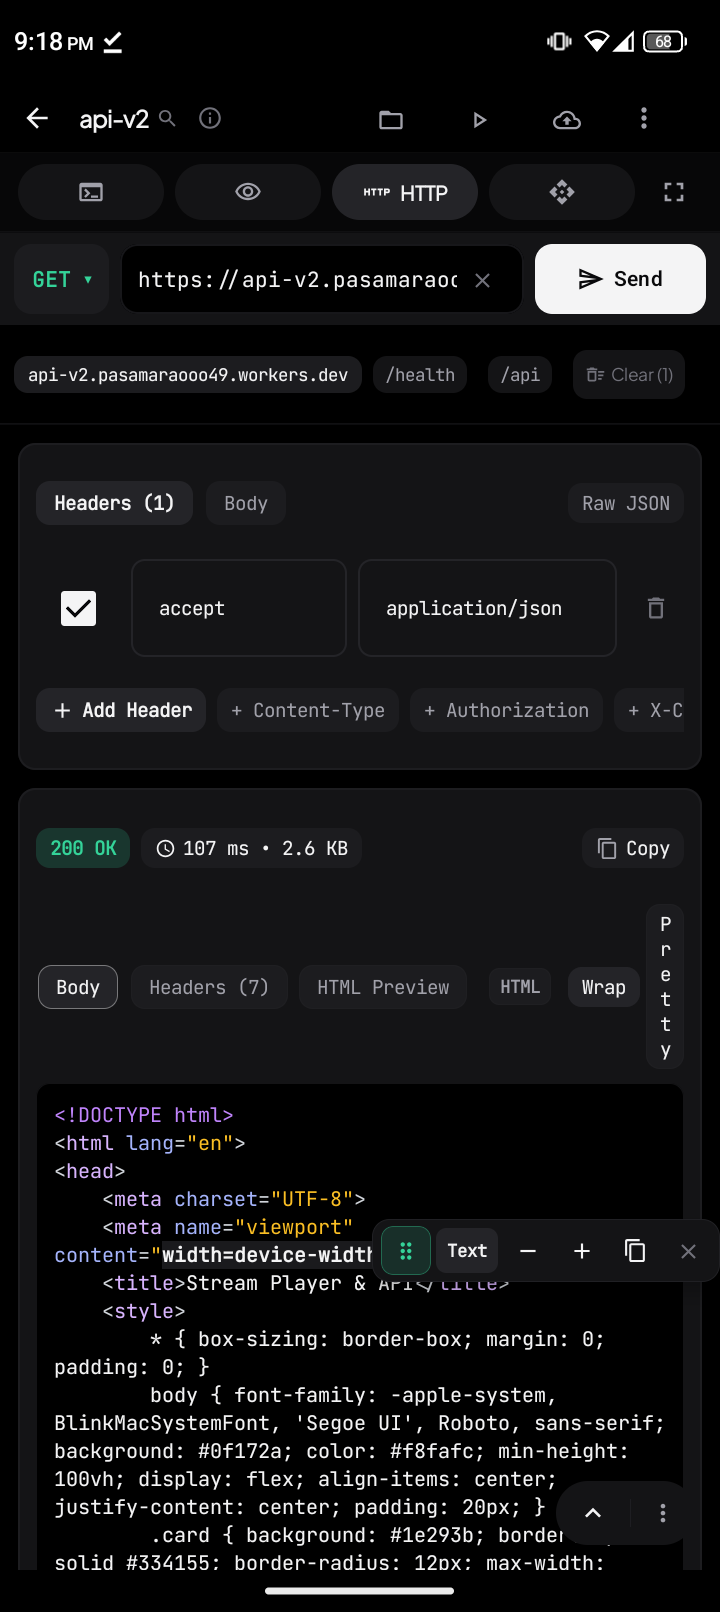 9:18 PM
68
api-v2
HTTP HTTP
GET ▾ https://api-v2.pasamaraoo Send
api-v2.pasamaraooo49.workers.dev /health /api Clear (1)
Headers (1) Body Raw JSON
accept application/json
+ Add Header + Content-Type + Authorization + X-C
200 OK 107 ms • 2.6 KB Copy
Body Headers (7) HTML Preview HTML Wrap Pretty
<!DOCTYPE html>
<html lang="en">
<head>
<meta charset="UTF-8">
<meta name="viewport"
content="width=device-width
Text − +
<title>Stream Player & API</title>
<style>
* { box-sizing: border-box; margin: 0;
padding: 0; }
body { font-family: -apple-system,
BlinkMacSystemFont, 'Segoe UI', Roboto, sans-serif;
background: #0f172a; color: #f8fafc; min-height:
100vh; display: flex; align-items: center;
justify-content: center; padding: 20px; }
.card { background: #1e293b; border
solid #334155; border-radius: 12px; max-width: